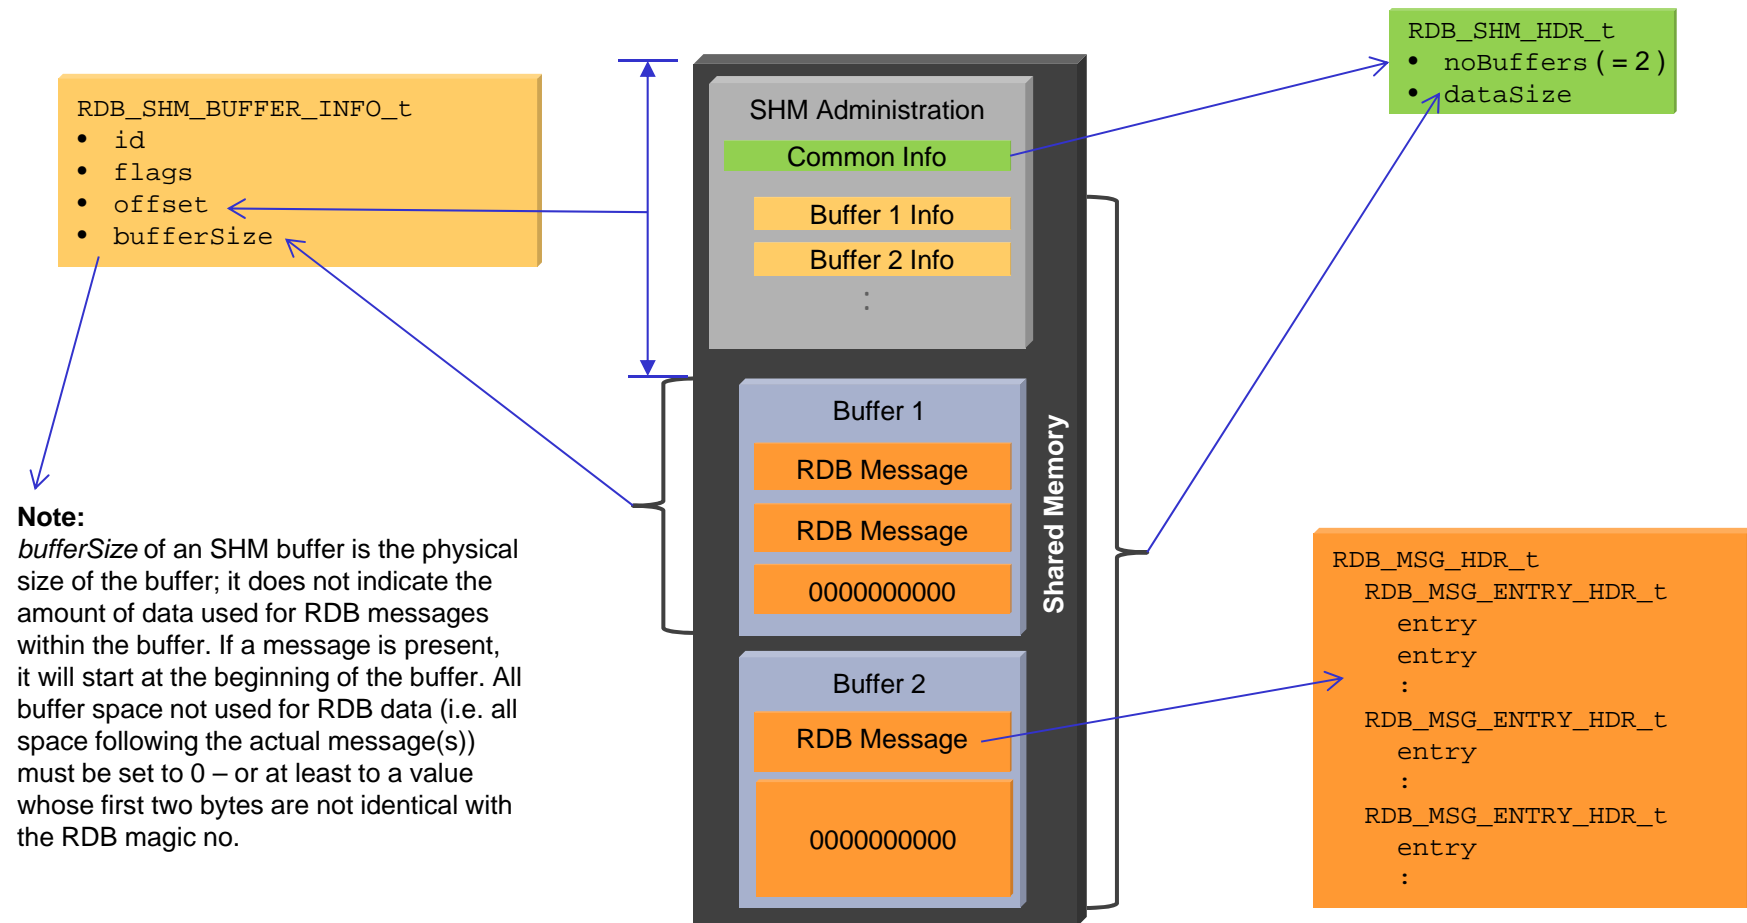 RDB_SHM_BUFFER_INFO_t
• id
• flags
• offset
• bufferSize
Note:
bufferSize of an SHM buffer is the physical
size of the buffer; it does not indicate the
amount of data used for RDB messages
within the buffer. If a message is present,
it will start at the beginning of the buffer. All
buffer space not used for RDB data (i.e. all
space following the actual message(s))
must be set to 0 – or at least to a value
whose first two bytes are not identical with
the RDB magic no.
SHM Administration
Common Info
Buffer 1 Info
Buffer 2 Info
:
Buffer 1
RDB Message
RDB Message
0000000000
Buffer 2
RDB Message
0000000000
Shared Memory
RDB_SHM_HDR_t
• noBuffers (=2)
• dataSize
RDB_MSG_HDR_t
RDB_MSG_ENTRY_HDR_t
entry
entry
:
RDB_MSG_ENTRY_HDR_t
entry
:
RDB_MSG_ENTRY_HDR_t
entry
: